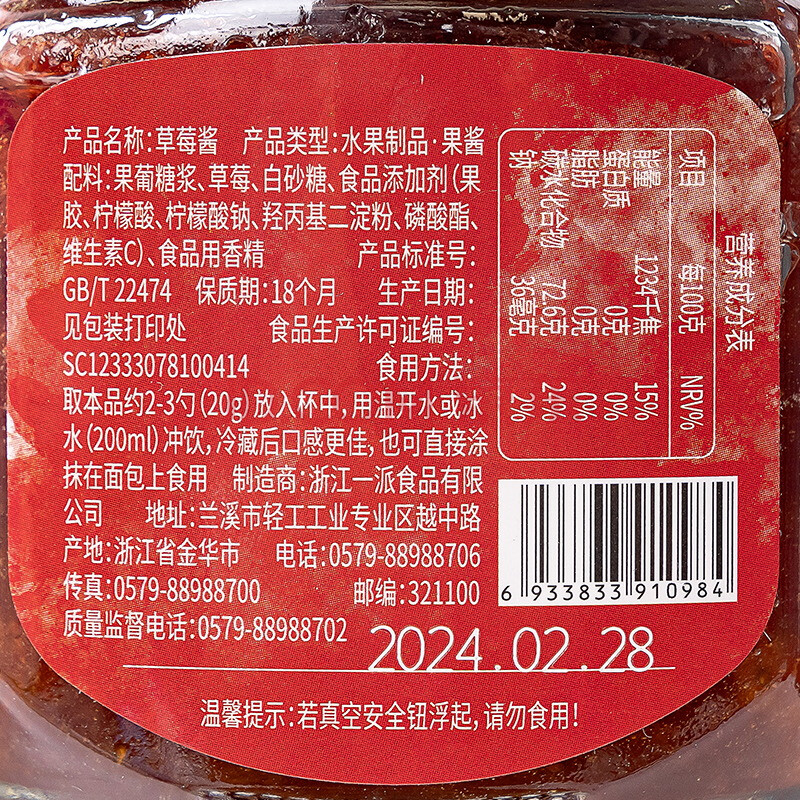 产品名称:草莓酱 产品类型:水果制品·果酱
配料:果葡糖浆、草莓、白砂糖、食品添加剂(果
胶、柠檬酸、柠檬酸钠、羟丙基二淀粉、磷酸酯、
维生素C)、食品用香精 产品标准号:
GB/T 22474 保质期:18个月 生产日期:
见包装打印处 食品生产许可证编号:
SC12333078100414 食用方法:
取本品约2-3勺(20g)放入杯中,用温开水或冰
水(200ml)冲饮,冷藏后口感更佳,也可直接涂
抹在面包上食用 制造商:浙江一派食品有限
公司 地址:兰溪市轻工工业专业区越中路
产地:浙江省金华市 电话:0579-88988706
传真:0579-88988700 邮编:321100
质量监督电话:0579-88988702
2024.02.28
温馨提示:若真空安全钮浮起,请勿食用!
营养成分表
项目 每100克 NRV%
能量 1234千焦 15%
蛋白质 0克 0%
脂肪 0克 0%
碳水化合物 72.6克 24%
钠 36毫克 2%
6 933833 910984